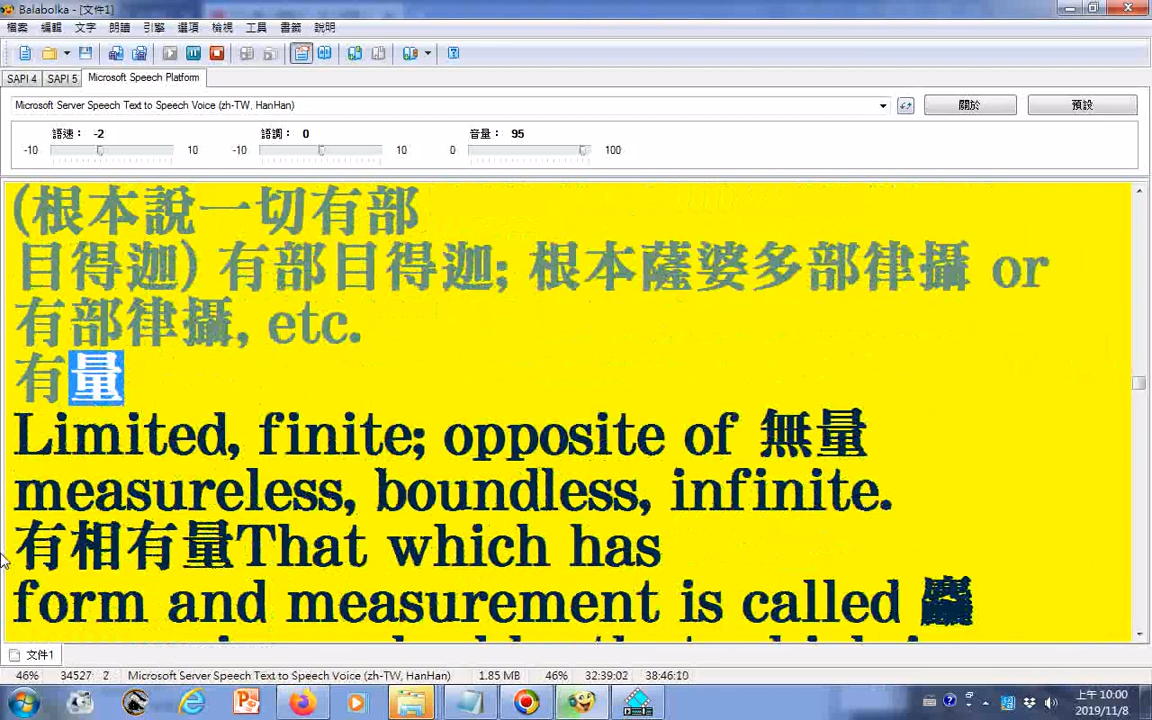 Balabolka - [文件1]
檔案 編輯 文字 朗讀 引擎 選項 檢視 工具 書籤 說明
SAPI 4 SAPI 5 Microsoft Speech Platform
Microsoft Server Speech Text to Speech Voice (zh-TW, HanHan) 關於 預設
語速： -2 語調： 0 音量： 95
-10 10 -10 10 0 100
(根本說一切有部
目得迦) 有部目得迦; 根本薩婆多部律攝 or
有部律攝, etc.
有量
Limited, finite; opposite of 無量
measureless, boundless, infinite.
有相有量That which has
form and measurement is called 麤
文件1
46% 34527 2 Microsoft Server Speech Text to Speech Voice (zh-TW, HanHan) 1.85 MB 46% 32:39:02 38:46:10
上午 10:00
2019/11/8